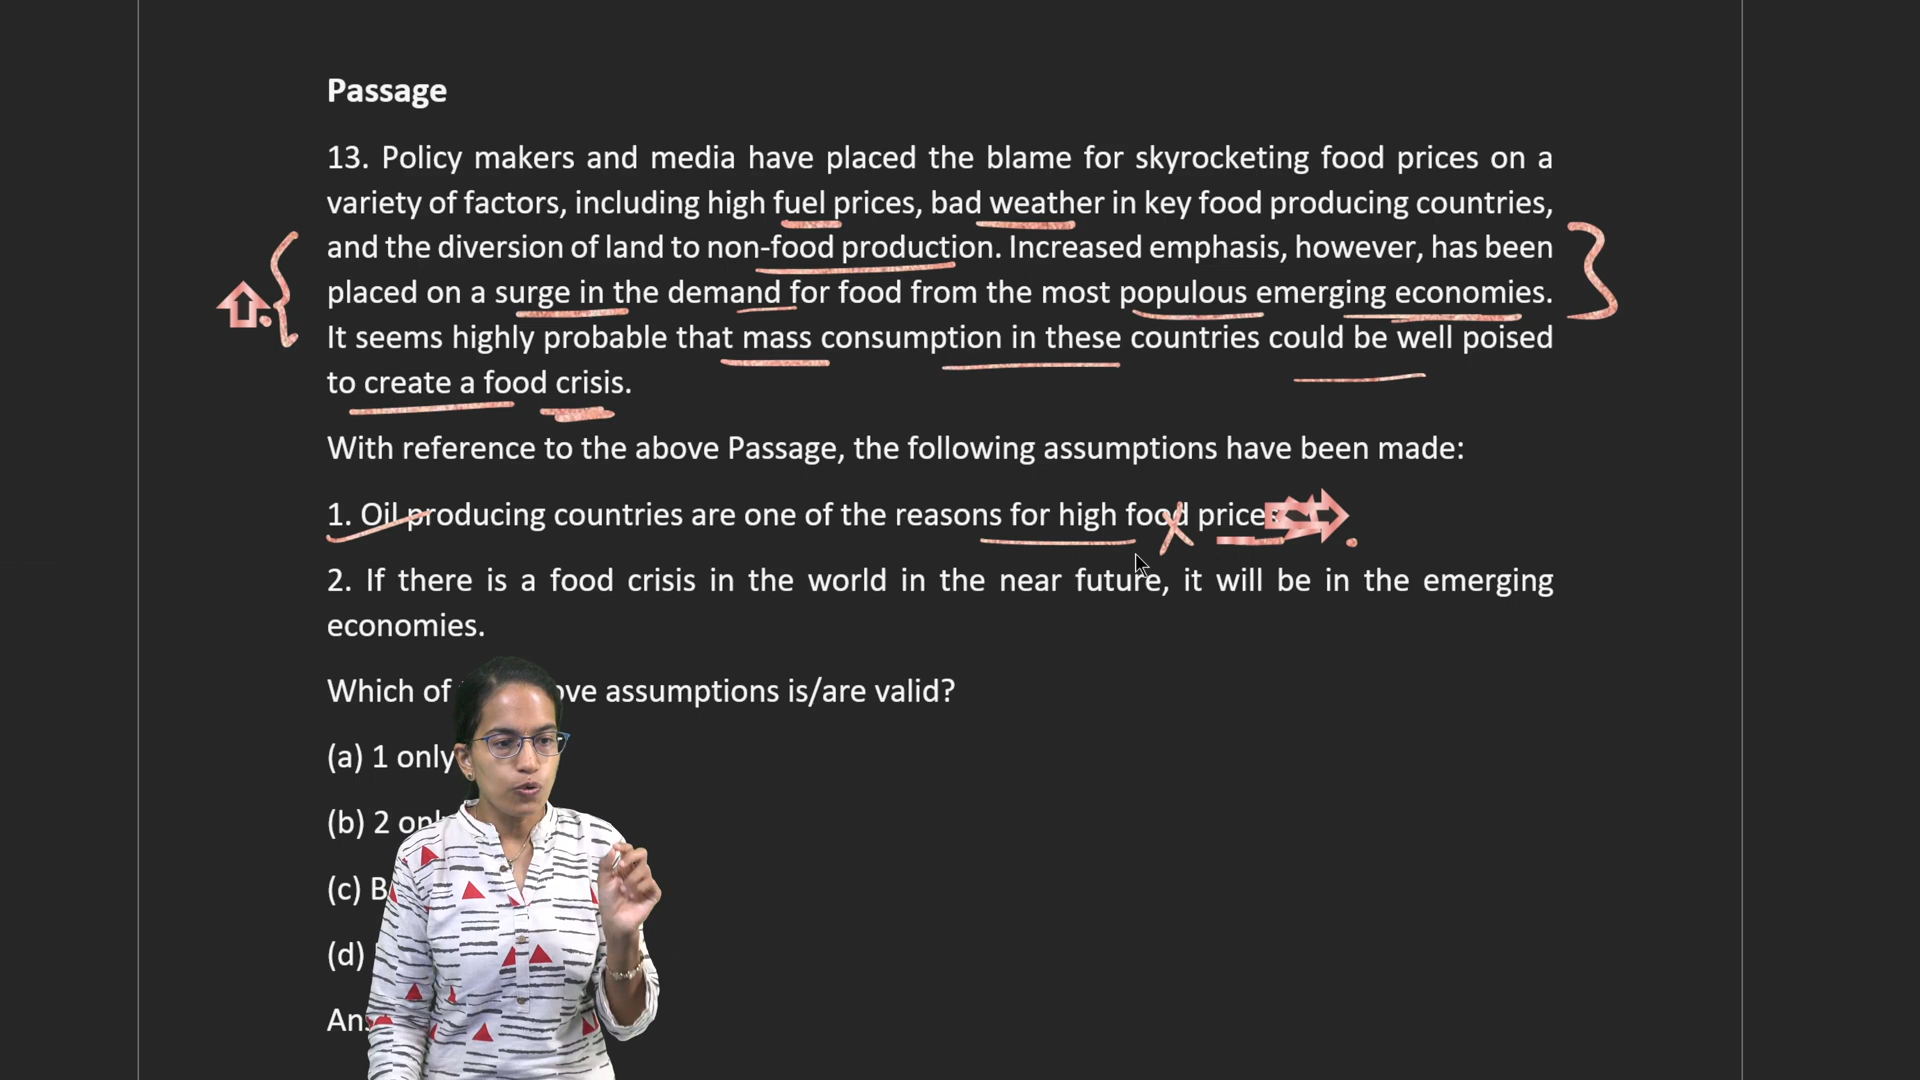 Passage
13. Policy makers and media have placed the blame for skyrocketing food prices on a
variety of factors, including high fuel prices, bad weather in key food producing countries,
and the diversion of land to non-food production. Increased emphasis, however, has been
placed on a surge in the demand for food from the most populous emerging economies.
It seems highly probable that mass consumption in these countries could be well poised
to create a food crisis.
With reference to the above Passage, the following assumptions have been made:
1. Oil producing countries are one of the reasons for high food
2. If there is a food crisis in the world in the near future, it will be in the emerging
economies.
Which of assumptions is/are valid?
(a) 1 only
(b) 2
(c)
(d)